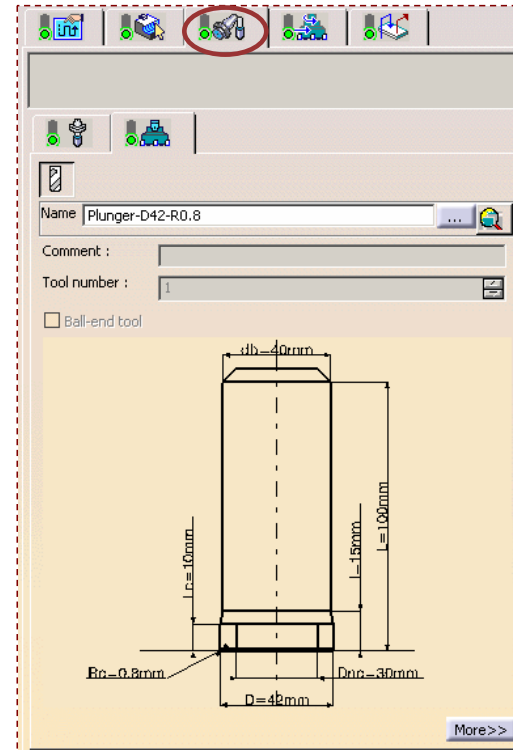 Name Plunger-D42-R0.8 ...
Comment :
Tool number : 1
Ball-end tool
db=40mm
L=100mm
l=15mm
Lc=10mm
Rc=0.8mm
Dnc=30mm
D=42mm
More>>